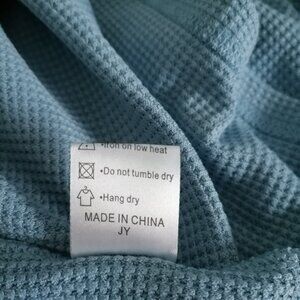 •Iron on low heat
•Do not tumble dry
•Hang dry
MADE IN CHINA
JY